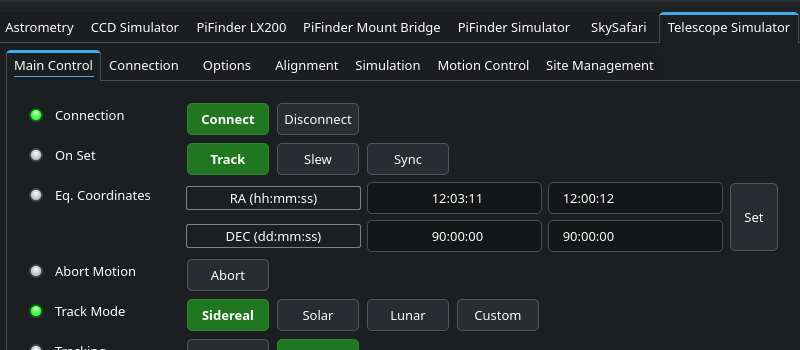 Astrometry CCD Simulator PiFinder LX200 PiFinder Mount Bridge PiFinder Simulator SkySafari Telescope Simulator
Main Control Connection Options Alignment Simulation Motion Control Site Management
Connection Connect Disconnect
On Set Track Slew Sync
Eq. Coordinates RA (hh:mm:ss) 12:03:11 12:00:12
Set
DEC (dd:mm:ss) 90:00:00 90:00:00
Abort Motion Abort
Track Mode Sidereal Solar Lunar Custom
Tracking